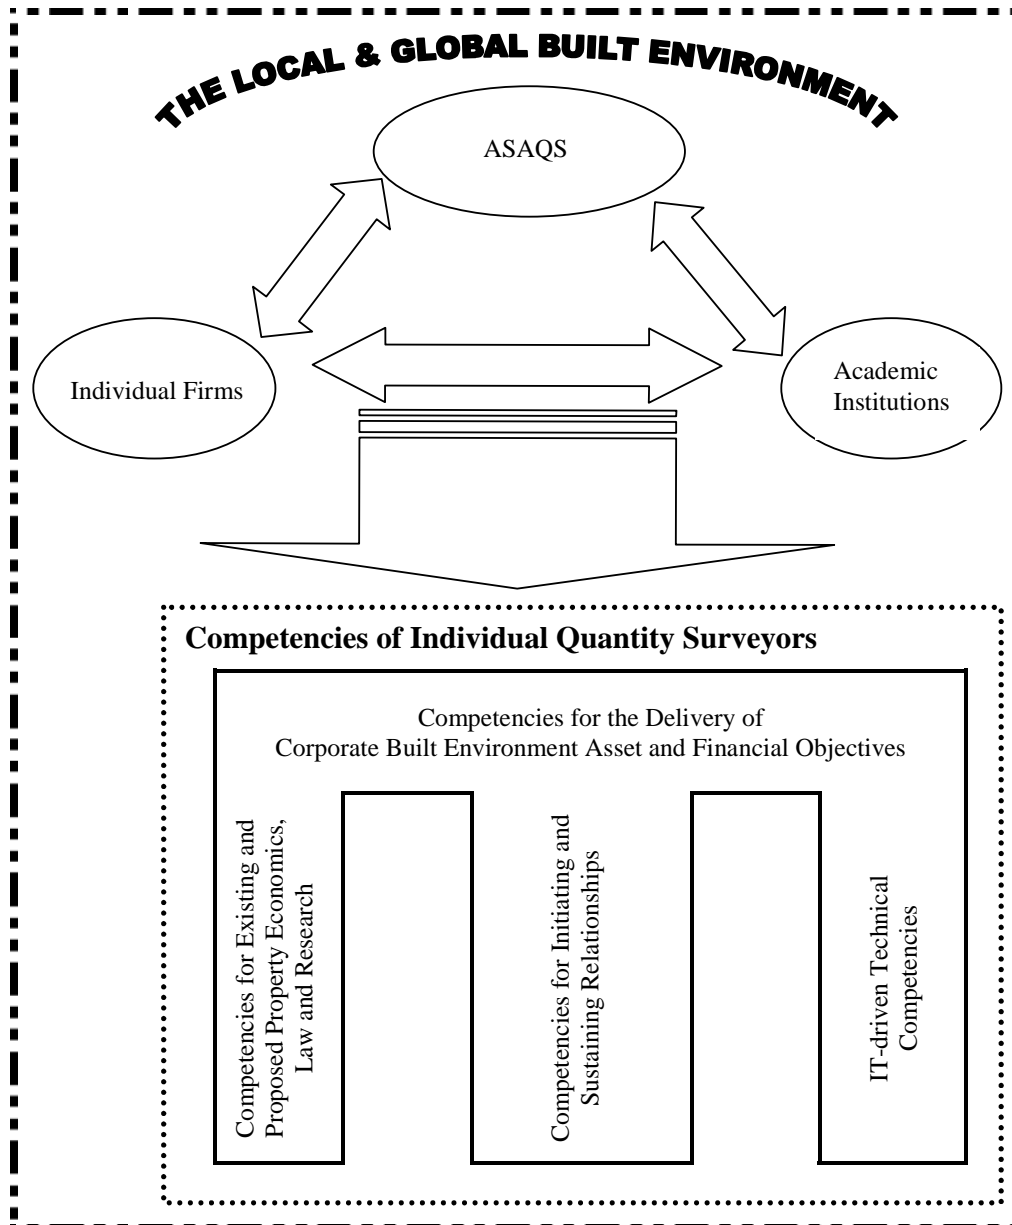 THE LOCAL & GLOBAL BUILT ENVIRONMENT
ASAQS
Individual Firms
Academic
Institutions
Competencies of Individual Quantity Surveyors
Competencies for the Delivery of
Corporate Built Environment Asset and Financial Objectives
Competencies for Existing and
Proposed Property Economics,
Law and Research
Competencies for Initiating and
Sustaining Relationships
IT-driven Technical
Competencies